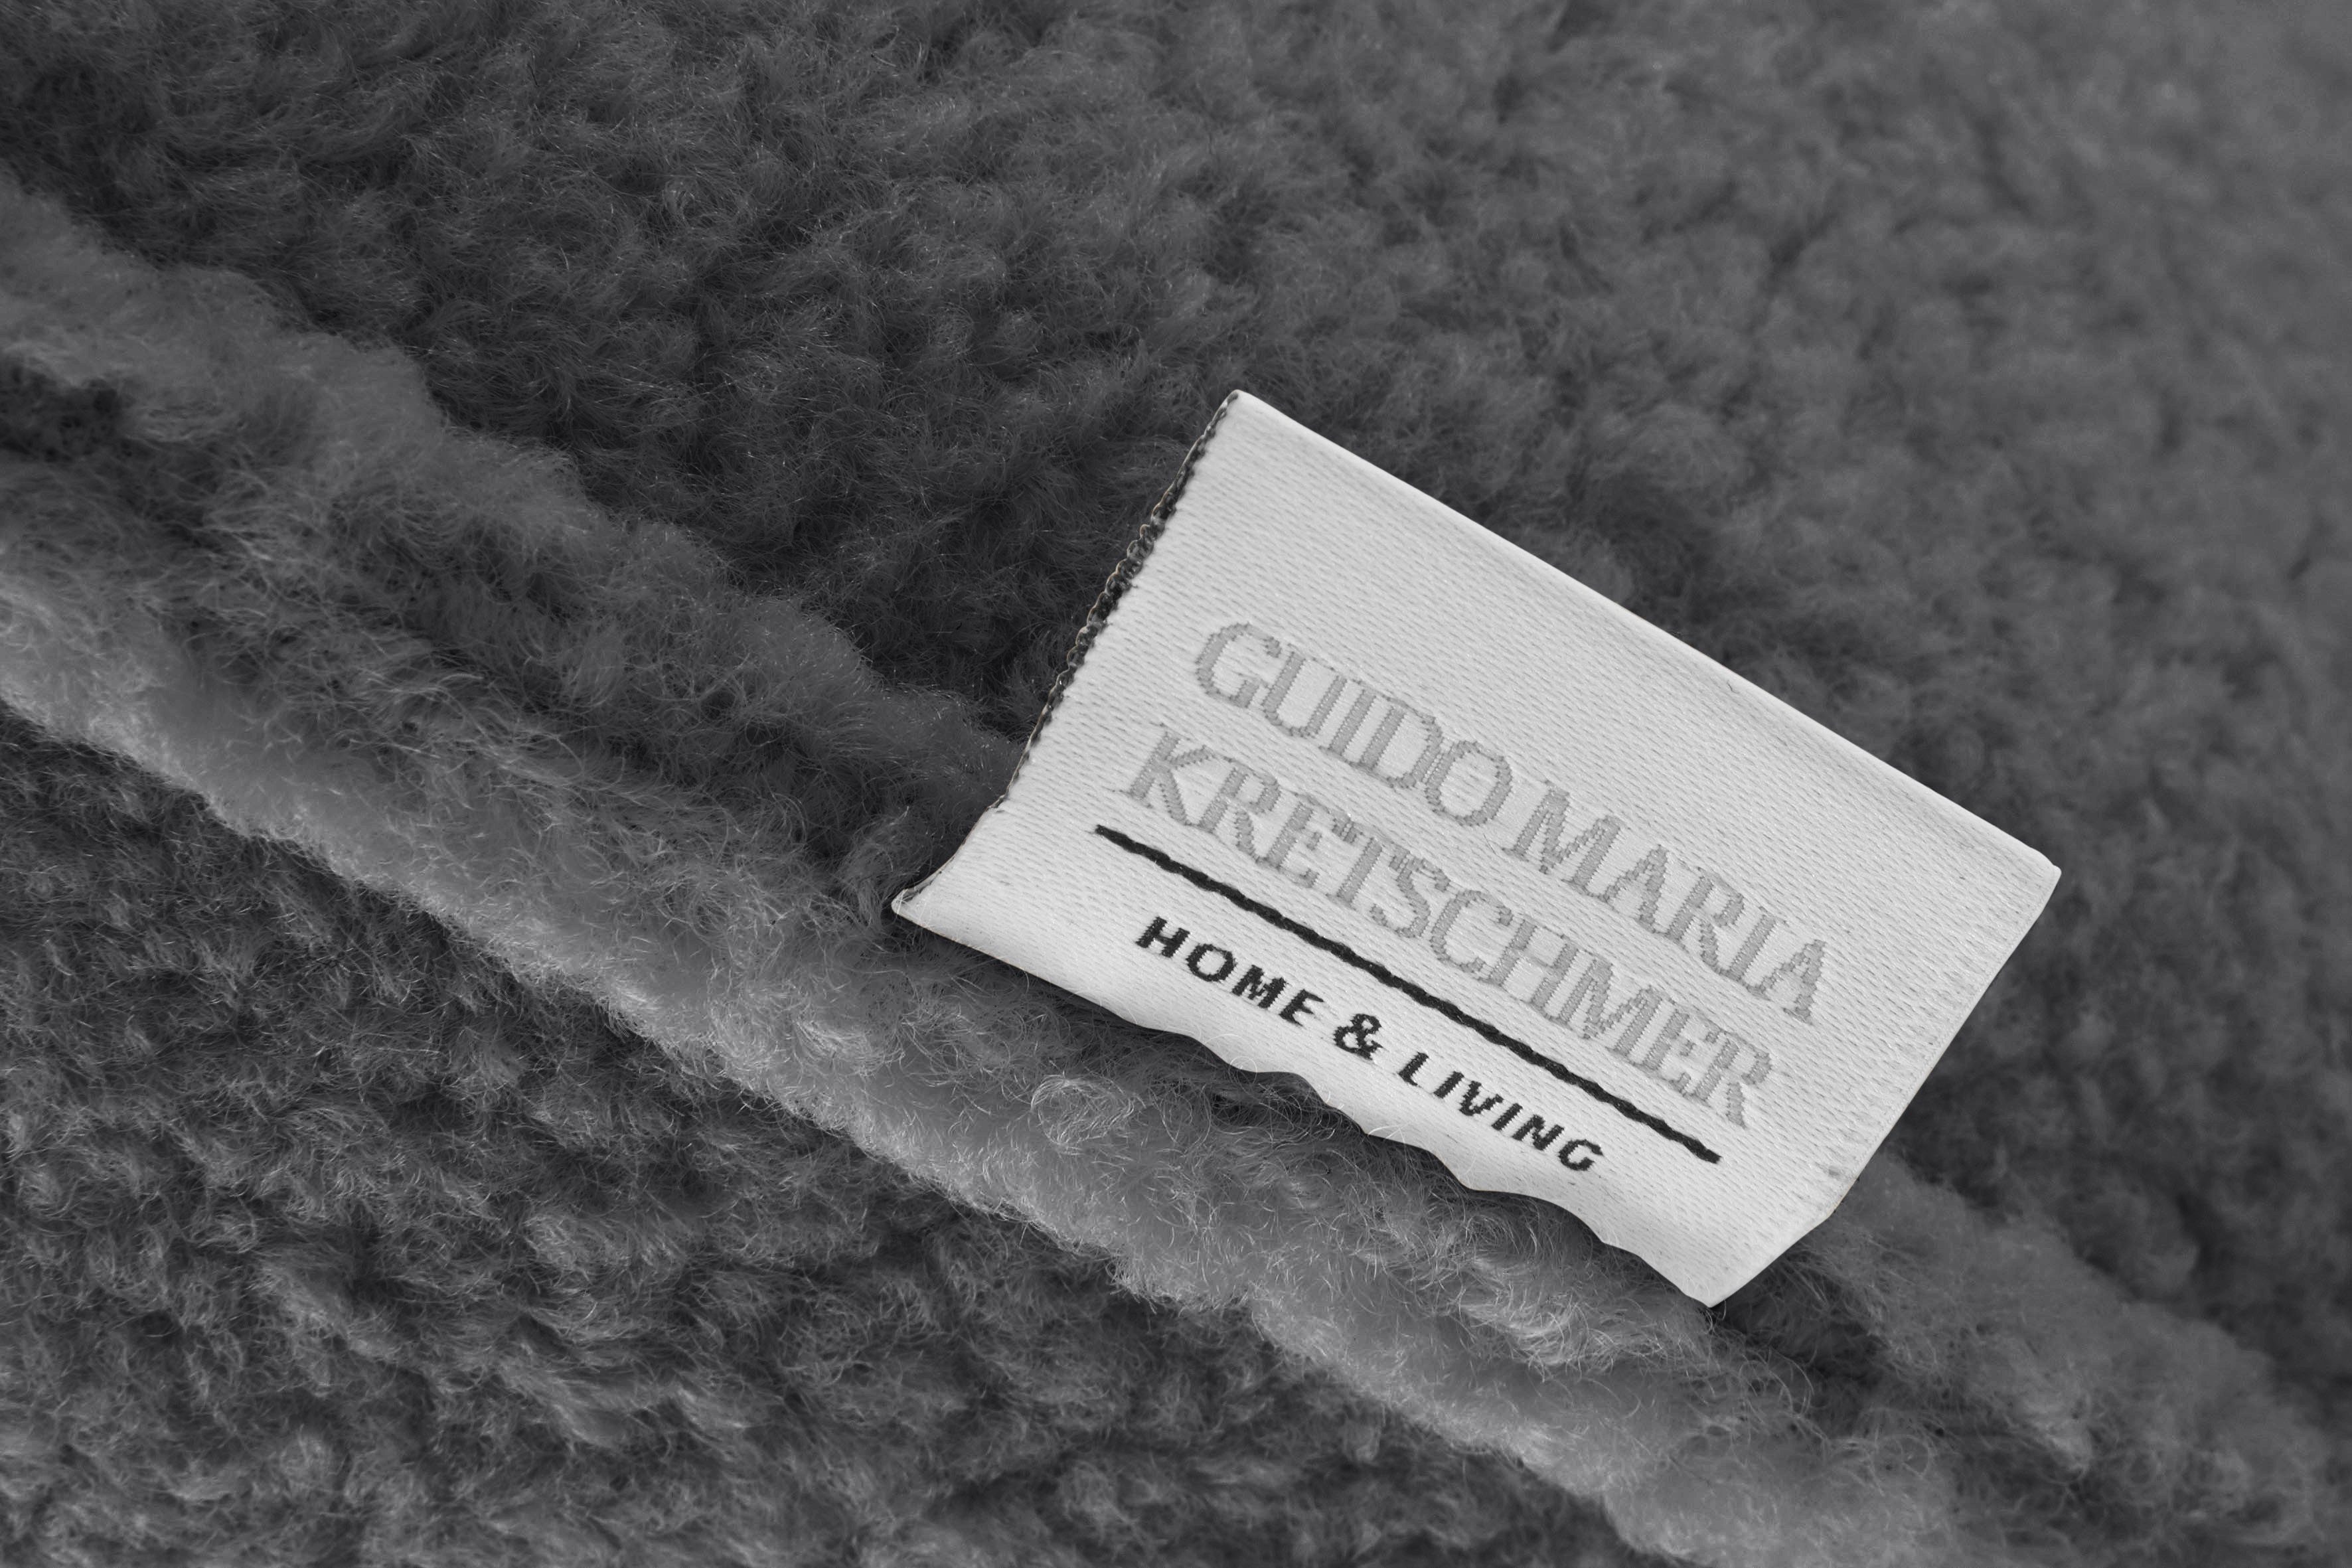 GUIDO MARIA
KRETSCHMER
HOME & LIVING